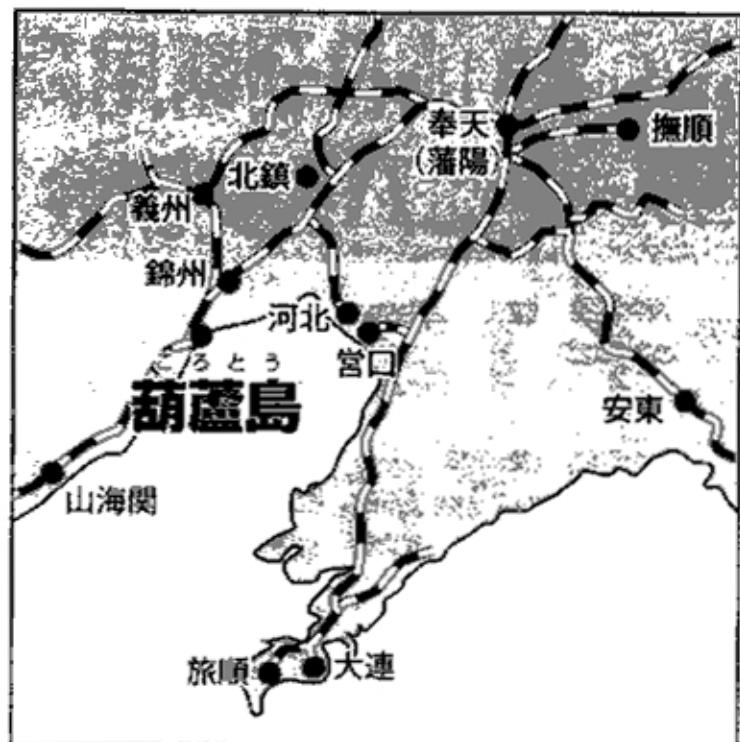 奉天
(藩陽)
撫順
北鎮
義州
錦州
河北
営口
ころとう
葫蘆島
安東
山海関
旅順
大連